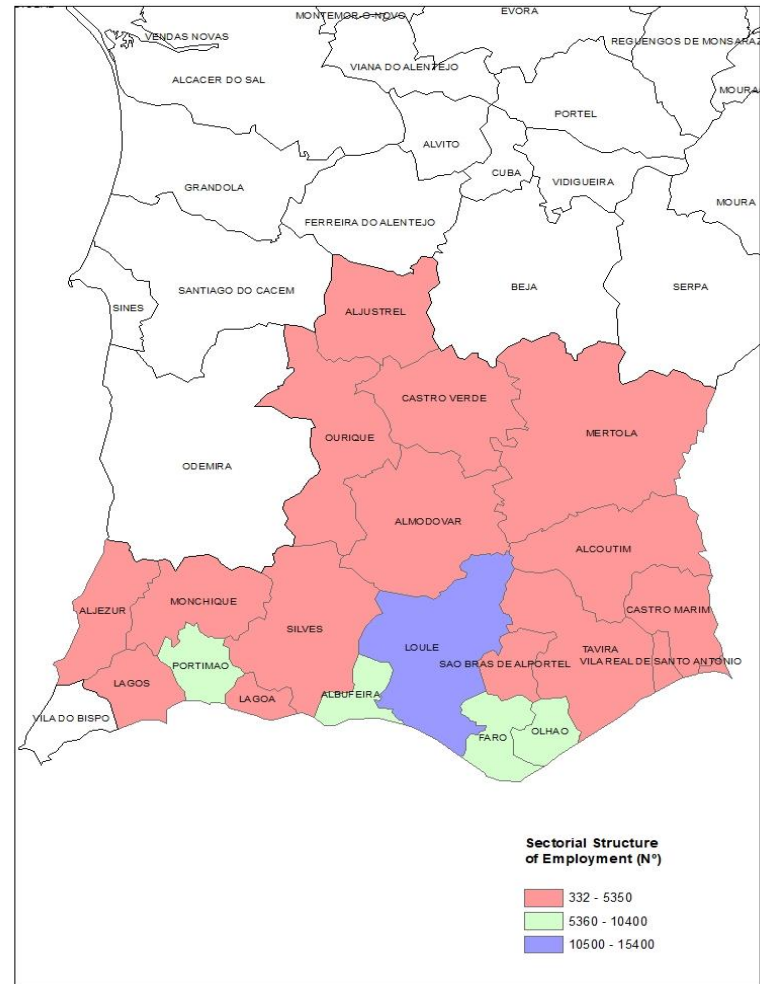 MONTEMOR-O-NOVO
EVORA
VENDAS NOVAS
REGUENGOS DE MONSARAZ
VIANA DO ALENTEJO
ALCACER DO SAL
MOURA
PORTEL
ALVITO
CUBA
VIDIGUEIRA
GRANDOLA
MOURA
FERREIRA DO ALENTEJO
BEJA
SERPA
SANTIAGO DO CACEM
SINES
ALJUSTREL
CASTRO VERDE
MERTOLA
OURIQUE
ODEMIRA
ALMODOVAR
ALCOUTIM
MONCHIQUE
ALJEZUR
CASTRO MARIM
SILVES
LOULE
TAVIRA
SAO BRAS DE ALPORTEL
VILA REAL DE SANTO ANTONIO
PORTIMAO
LAGOS
ALBUFEIRA
LAGOA
VILA DO BISPO
OLHAO
FARO
Sectorial Structure
of Employment (Nº)
332 - 5350
5360 - 10400
10500 - 15400